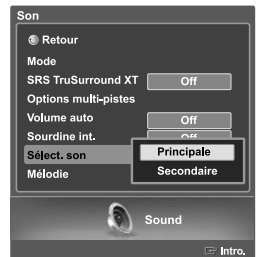 Son
Retour
Mode
SRS TruSurround XT Off
Options multi-pistes
Volume auto Off
Sourdine int. Off
Sélect. son Principale
Secondaire
Mélodie
Sound
Intro.